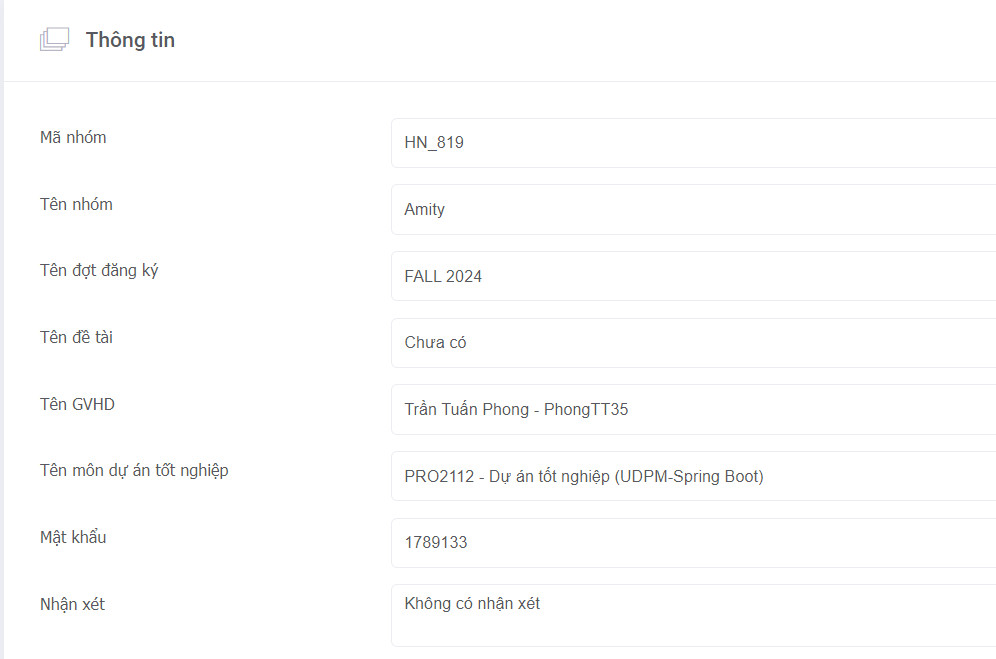 Thông tin
Mã nhóm
HN_819
Tên nhóm
Amity
Tên đợt đăng ký
FALL 2024
Tên đề tài
Chưa có
Tên GVHD
Trần Tuấn Phong - PhongTT35
Tên môn dự án tốt nghiệp
PRO2112 - Dự án tốt nghiệp (UDPM-Spring Boot)
Mật khẩu
1789133
Nhận xét
Không có nhận xét